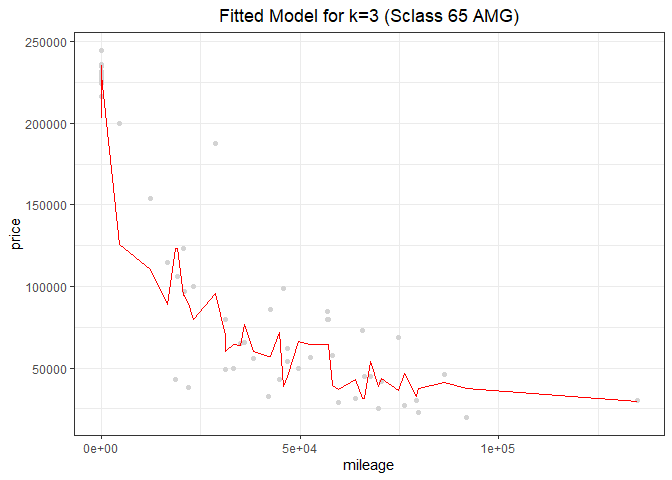 Fitted Model for k=3 (Sclass 65 AMG)
250000
200000
150000
100000
50000
price
0e+00
5e+04
1e+05
mileage